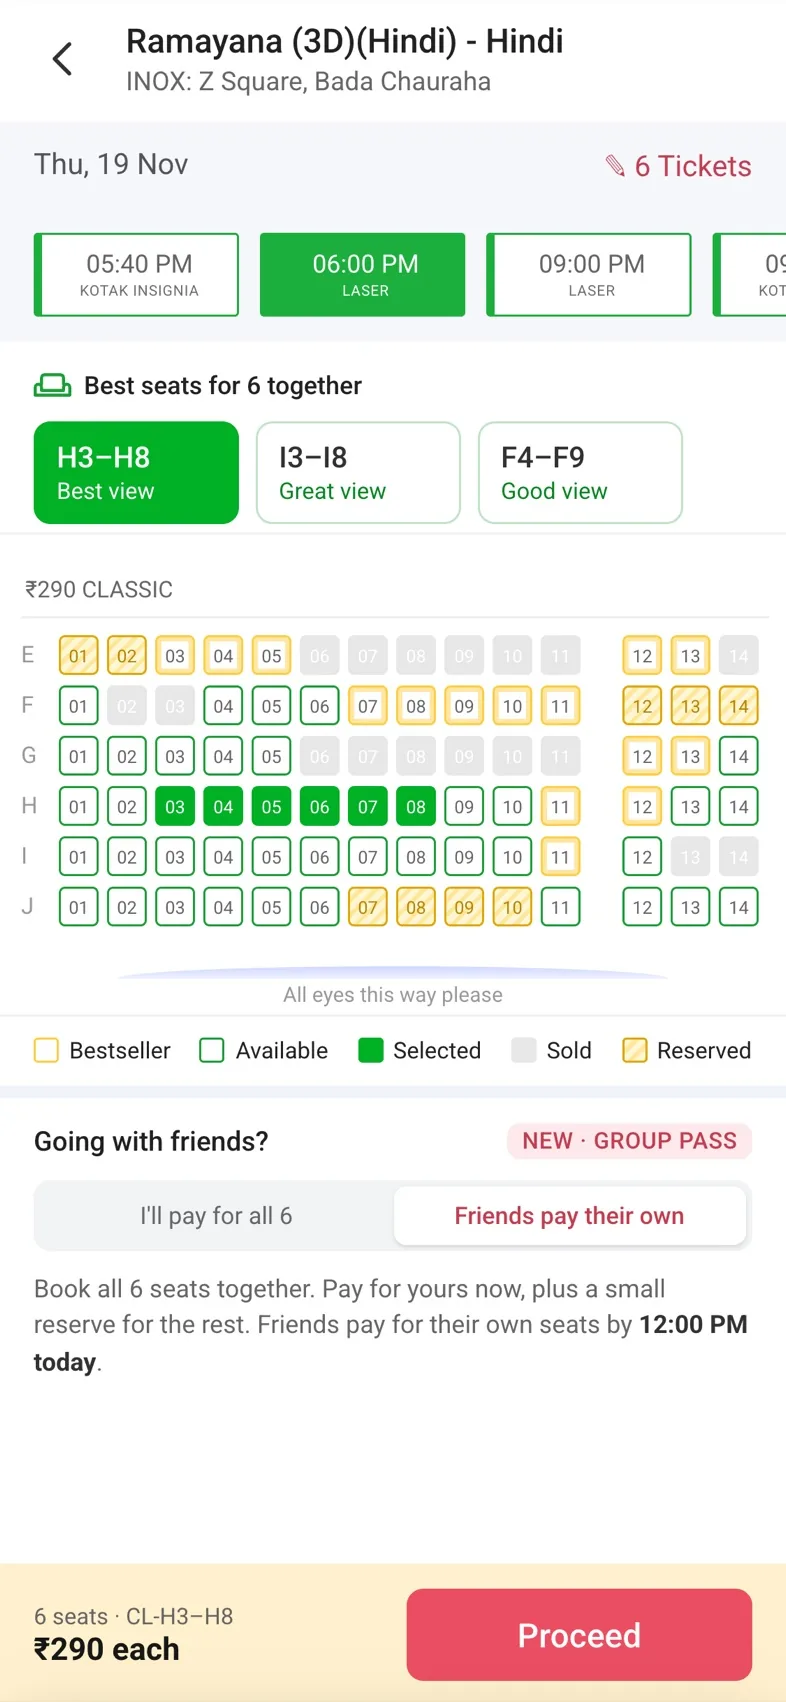 Ramayana (3D)(Hindi) - Hindi
INOX: Z Square, Bada Chauraha
Thu, 19 Nov
6 Tickets
05:40 PM 06:00 PM 09:00 PM 09
KOTAK INSIGNIA LASER LASER KOT
Best seats for 6 together
H3–H8 I3–I8 F4–F9
Best view Great view Good view
₹290 CLASSIC
E 01 02 03 04 05 06 07 08 09 10 11 12 13 14
F 01 02 03 04 05 06 07 08 09 10 11 12 13 14
G 01 02 03 04 05 06 07 08 09 10 11 12 13 14
H 01 02 03 04 05 06 07 08 09 10 11 12 13 14
I 01 02 03 04 05 06 07 08 09 10 11 12 13 14
J 01 02 03 04 05 06 07 08 09 10 11 12 13 14
All eyes this way please
Bestseller Available Selected Sold Reserved
Going with friends? NEW · GROUP PASS
I'll pay for all 6 Friends pay their own
Book all 6 seats together. Pay for yours now, plus a small
reserve for the rest. Friends pay for their own seats by 12:00 PM
today.
6 seats · CL-H3–H8
₹290 each
Proceed